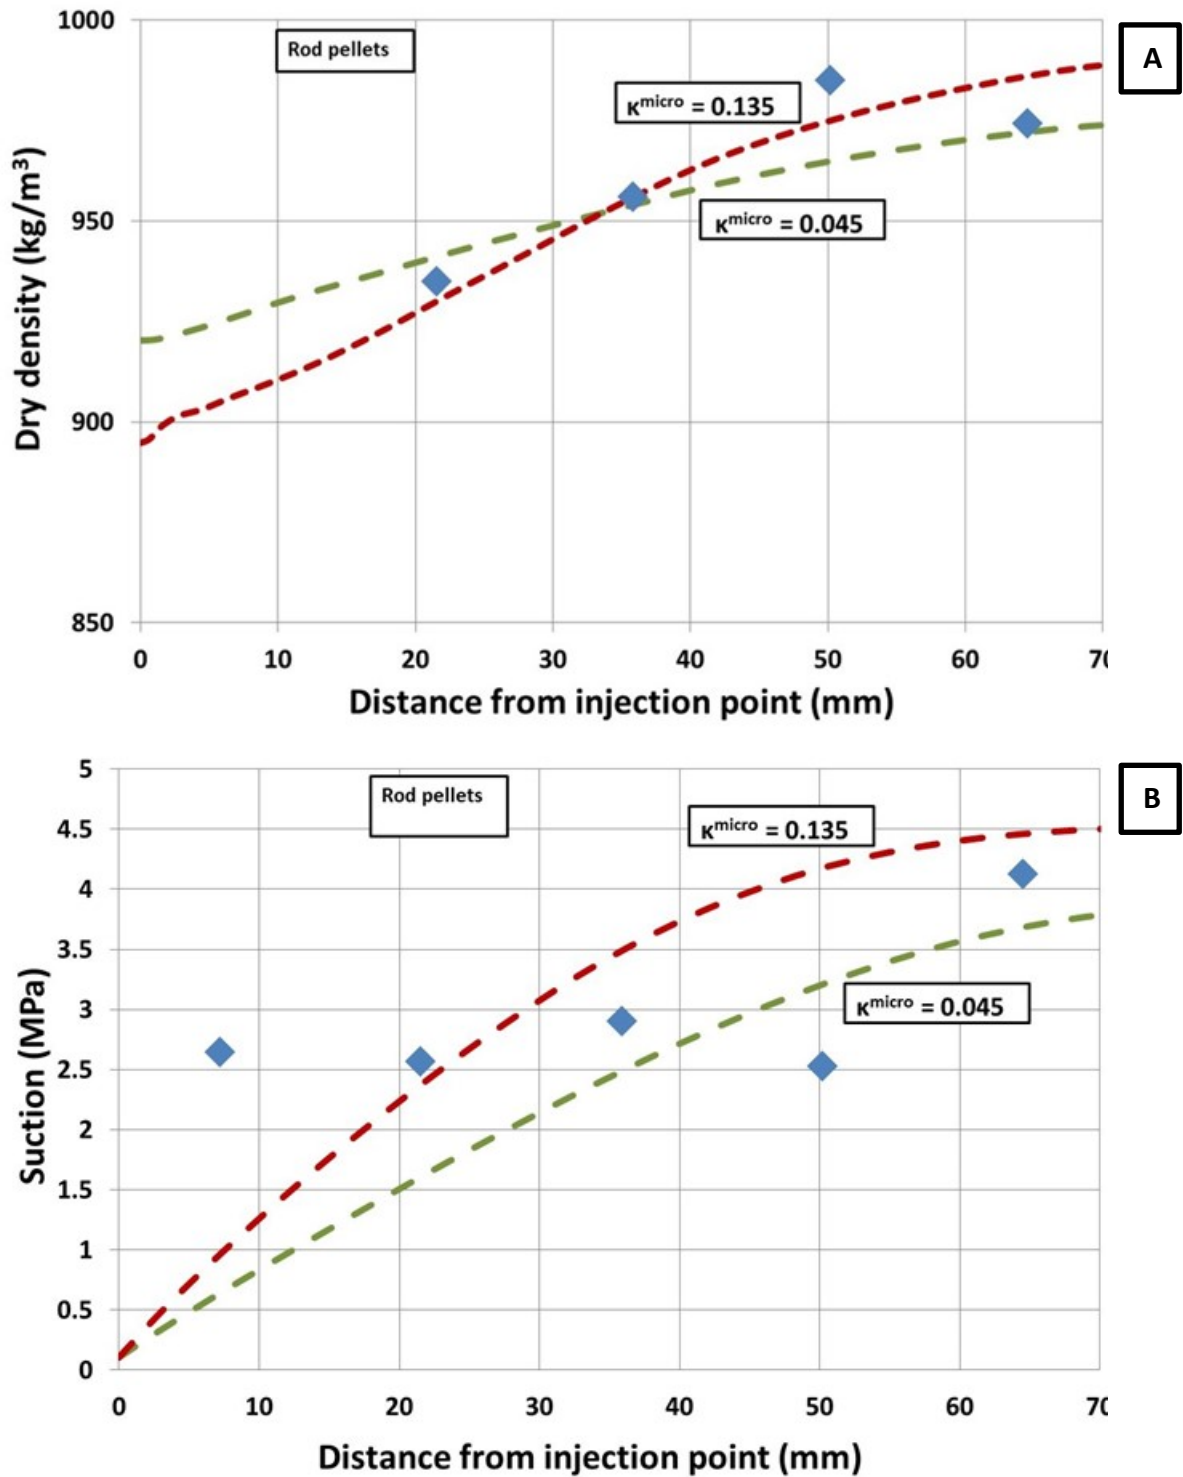 1000
Rod pellets
A
κmicro = 0.135
950
κmicro = 0.045
Dry density (kg/m³)
900
850
0 10 20 30 40 50 60 70
Distance from injection point (mm)
5
Rod pellets
B
4.5
κmicro = 0.135
4
3.5
κmicro = 0.045
3
Suction (MPa)
2.5
2
1.5
1
0.5
0
0 10 20 30 40 50 60 70
Distance from injection point (mm)